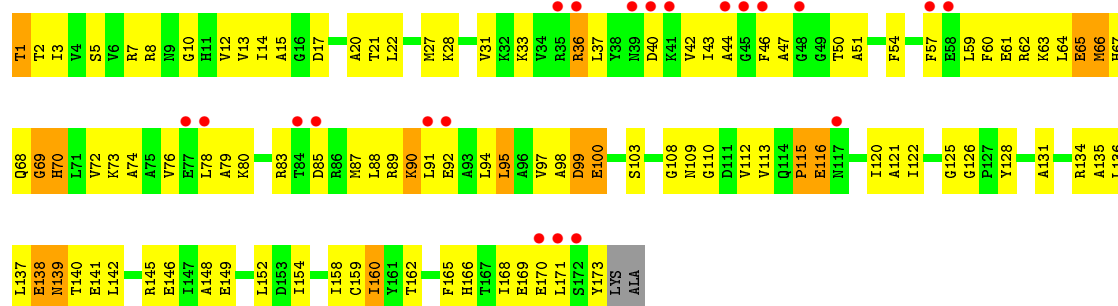 T1 T2 I3 V4 S5 V6 R7 R8 N9 G10 H11 V12 V13 I14 A15 G16 D17 A20 T21 L22 M27 K28 V31 K32 K33 V34 R35 R36 L37 Y38 N39 D40 K41 V42 I43 A44 G45 F46 A47 G48 G49 T50 A51 F54 F57 E58 L59 F60 E61 R62 K63 L64 E65 M66 H67
Q68 G69 H70 L71 V72 K73 A74 A75 V76 E77 L78 A79 K80 R83 T84 D85 R86 M87 L88 R89 K90 L91 E92 A93 L94 L95 A96 V97 A98 D99 E100 S103 G108 N109 G110 D111 V112 V113 Q114 P115 E116 N117 I120 A121 I122 G125 G126 P127 Y128 A131 R134 A135 L136
L137 E138 N139 T140 E141 L142 R145 E146 I147 A148 E149 L152 D153 I154 I158 C159 I160 Y161 T162 F165 H166 T167 I168 E169 E170 L171 S172 Y173 LYS ALA